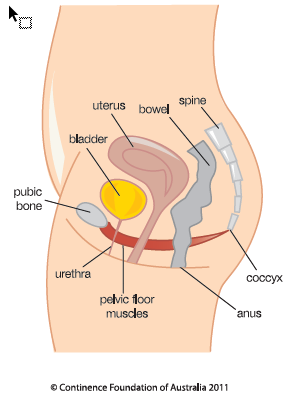 uterus
bowel
spine
bladder
pubic
bone
urethra
pelvic floor
muscles
coccyx
anus
© Continence Foundation of Australia 2011